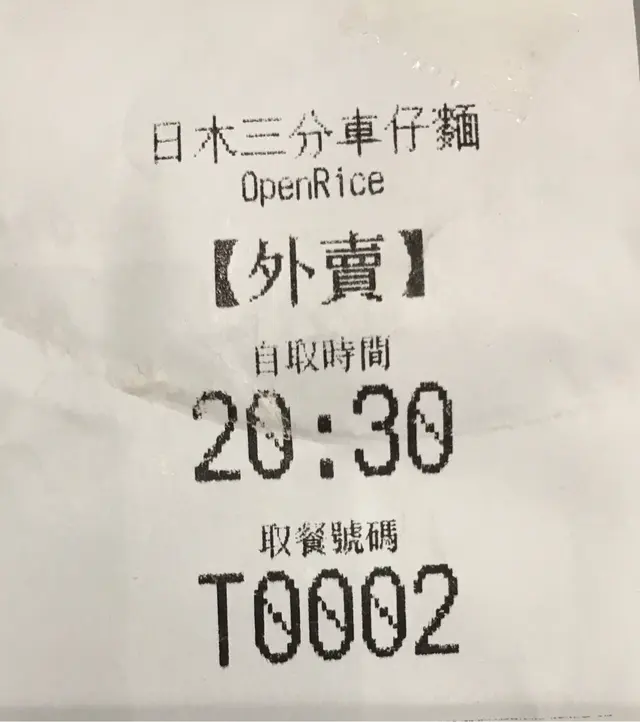 日木三分車仔麵
OpenRice
【外賣】
自取時間
20:30
取餐號碼
T0002